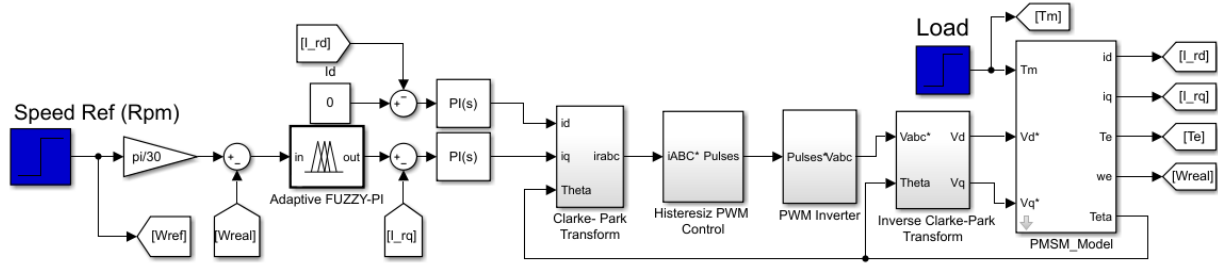 Speed Ref (Rpm)
pi/30
[Wref]
[Wreal]
[I_rd]
Id
0
in
out
Adaptive FUZZY-PI
[I_rq]
PI(s)
PI(s)
id
iq
Theta
irabc
Clarke- Park
Transform
iABC*
Pulses
Histeresiz PWM
Control
Pulses*
Vabc
PWM Inverter
Vabc*
Theta
Vd
Vq
Inverse Clarke-Park
Transform
Load
[Tm]
Tm
Vd*
Vq*
id
iq
Te
we
Teta
PMSM_Model
[I_rd]
[I_rq]
[Te]
[Wreal]